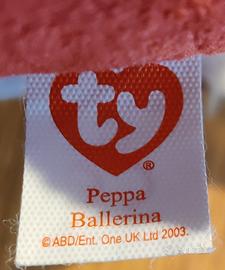 ty
®
Peppa
Ballerina
©ABD/Ent. One UK Ltd 2003.